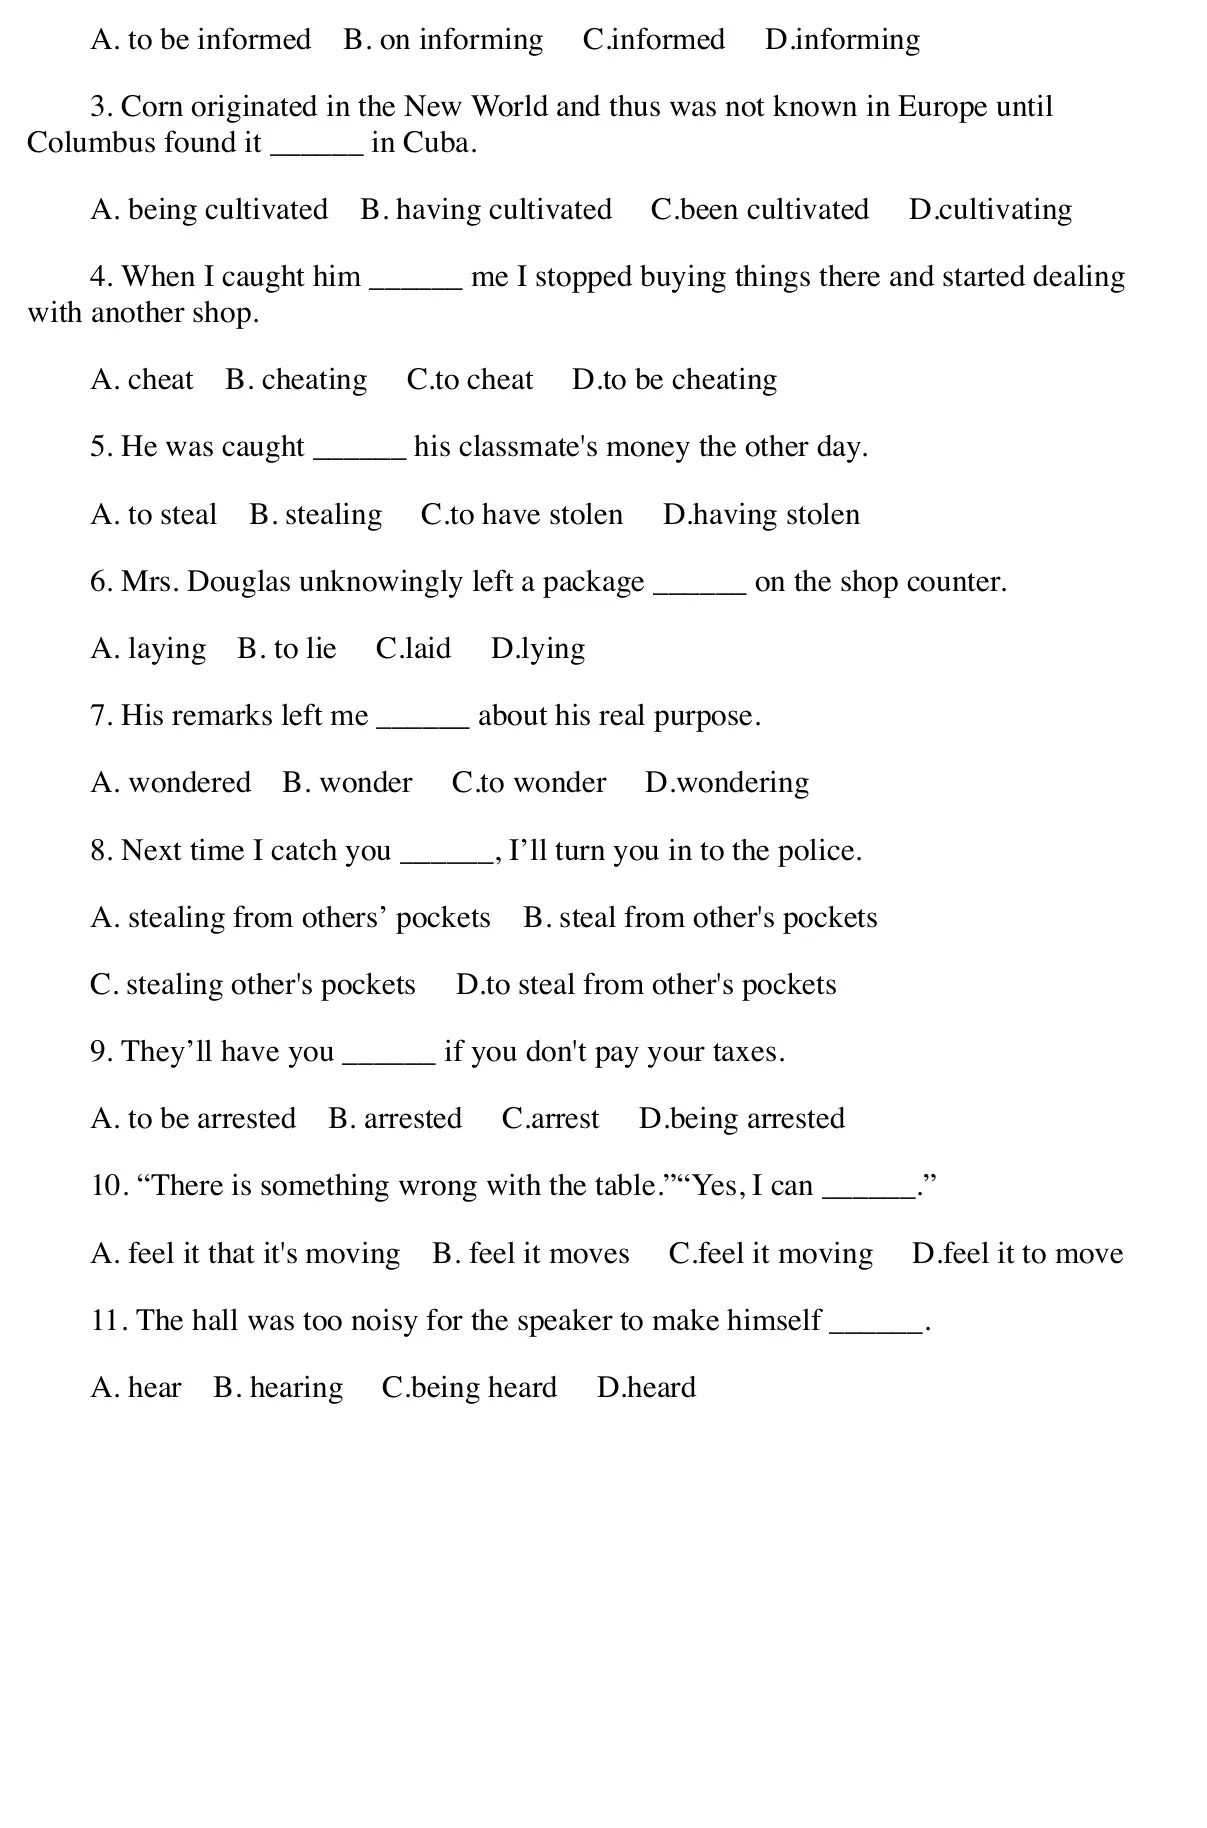 A. to be informed B. on informing C.informed D.informing
3. Corn originated in the New World and thus was not known in Europe until
Columbus found it ______ in Cuba.
A. being cultivated B. having cultivated C.been cultivated D.cultivating
4. When I caught him ______ me I stopped buying things there and started dealing
with another shop.
A. cheat B. cheating C.to cheat D.to be cheating
5. He was caught ______ his classmate's money the other day.
A. to steal B. stealing C.to have stolen D.having stolen
6. Mrs. Douglas unknowingly left a package ______ on the shop counter.
A. laying B. to lie C.laid D.lying
7. His remarks left me ______ about his real purpose.
A. wondered B. wonder C.to wonder D.wondering
8. Next time I catch you ______, I’ll turn you in to the police.
A. stealing from others’ pockets B. steal from other's pockets
C. stealing other's pockets D.to steal from other's pockets
9. They’ll have you ______ if you don't pay your taxes.
A. to be arrested B. arrested C.arrest D.being arrested
10. “There is something wrong with the table.”“Yes, I can ______.”
A. feel it that it's moving B. feel it moves C.feel it moving D.feel it to move
11. The hall was too noisy for the speaker to make himself ______.
A. hear B. hearing C.being heard D.heard